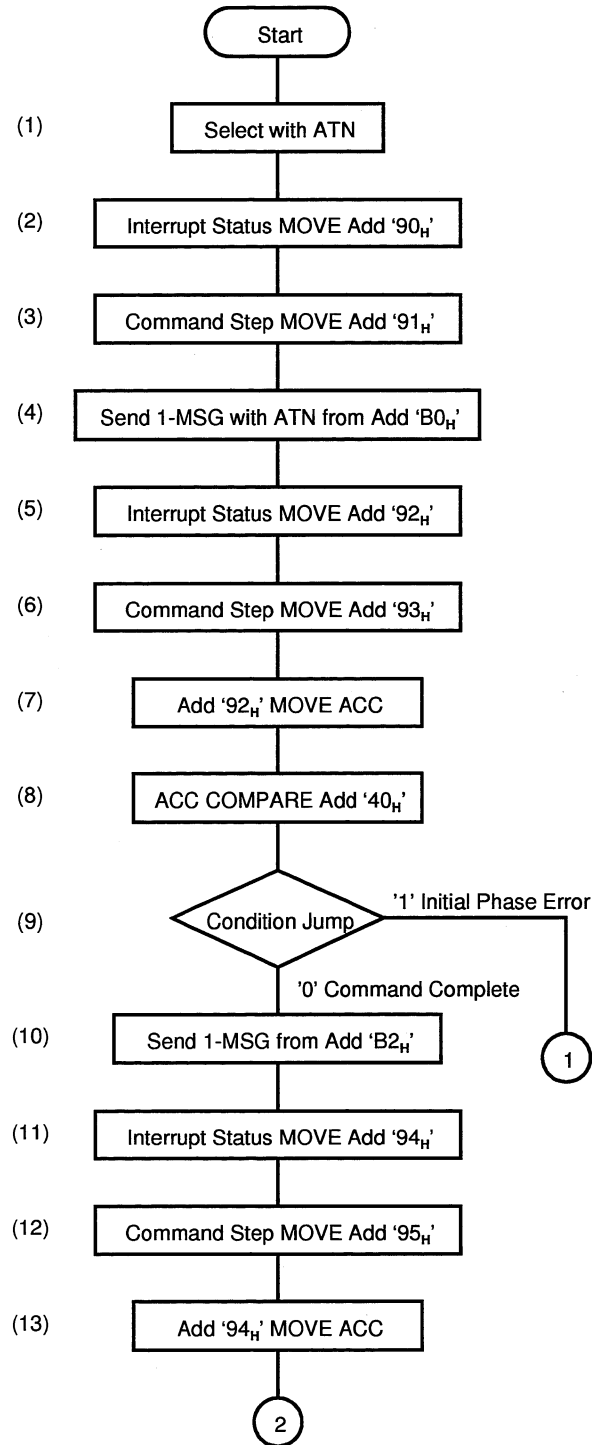 Start
(1) Select with ATN
(2) Interrupt Status MOVE Add ‘90H’
(3) Command Step MOVE Add ‘91H’
(4) Send 1-MSG with ATN from Add ‘B0H’
(5) Interrupt Status MOVE Add ‘92H’
(6) Command Step MOVE Add ‘93H’
(7) Add ‘92H’ MOVE ACC
(8) ACC COMPARE Add ‘40H’
'1' Initial Phase Error
(9) Condition Jump
'0' Command Complete
(10) Send 1-MSG from Add ‘B2H’
1
(11) Interrupt Status MOVE Add ‘94H’
(12) Command Step MOVE Add ‘95H’
(13) Add ‘94H’ MOVE ACC
2